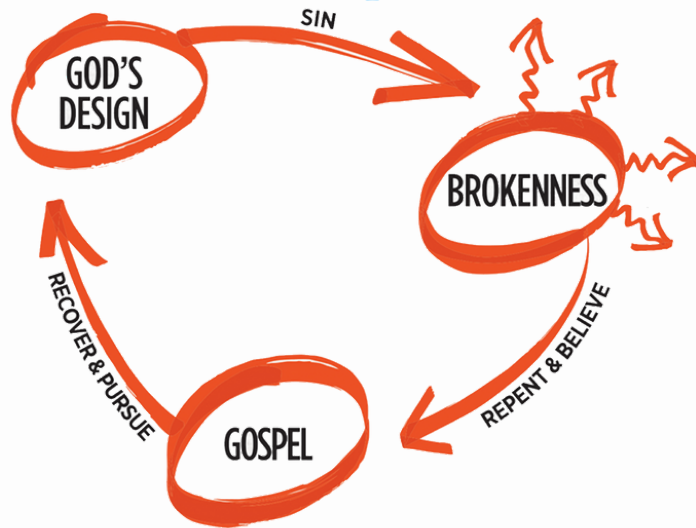 SIN
GOD'S
DESIGN
BROKENNESS
REPENT & BELIEVE
GOSPEL
RECOVER & PURSUE